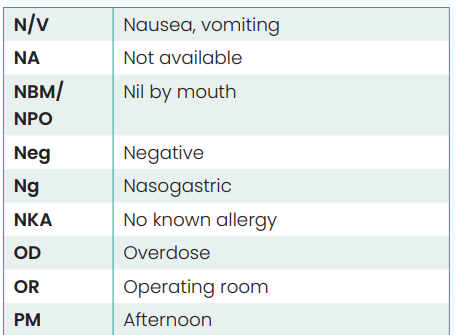 N/V Nausea, vomiting
NA Not available
NBM/ Nil by mouth
NPO
Neg Negative
Ng Nasogastric
NKA No known allergy
OD Overdose
OR Operating room
PM Afternoon